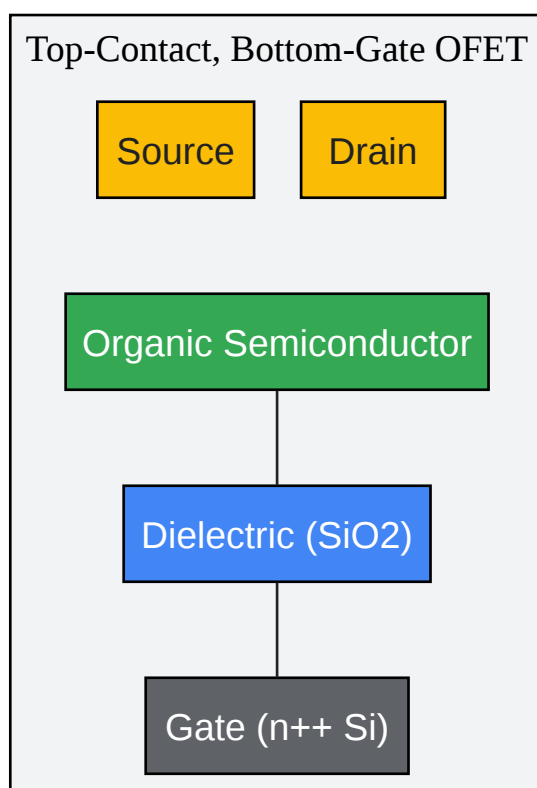 Top-Contact, Bottom-Gate OFET
Source
Drain
Organic Semiconductor
Dielectric (SiO2)
Gate (n++ Si)